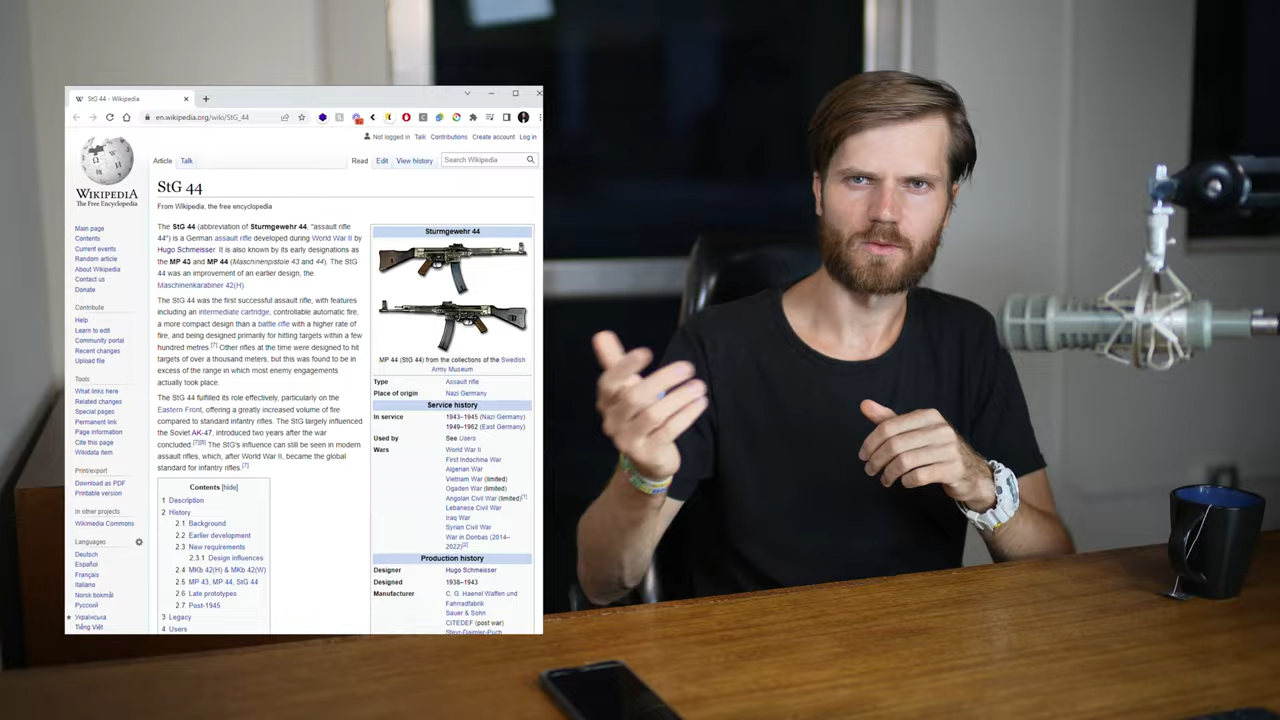 StG 44 - Wikipedia
en.wikipedia.org/wiki/StG_44
Not logged in Talk Contributions Create account Log in
Article Talk Read Edit View history Search Wikipedia
WIKIPEDIA
The Free Encyclopedia
Main page
Contents
Current events
Random article
About Wikipedia
Contact us
Donate
Contribute
Help
Learn to edit
Community portal
Recent changes
Upload file
Tools
What links here
Related changes
Special pages
Permanent link
Page information
Cite this page
Wikidata item
Print/export
Download as PDF
Printable version
In other projects
Wikimedia Commons
Languages
Deutsch
Español
Français
Italiano
Norsk bokmål
Русский
Українська
Tiếng Việt
StG 44
From Wikipedia, the free encyclopedia
The StG 44 (abbreviation of Sturmgewehr 44, "assault rifle
44") is a German assault rifle developed during World War II by
Hugo Schmeisser. It is also known by its early designations as
the MP 43 and MP 44 (Maschinenpistole 43 and 44). The StG
44 was an improvement of an earlier design, the
Maschinenkarabiner 42(H).
The StG 44 was the first successful assault rifle, with features
including an intermediate cartridge, controllable automatic fire,
a more compact design than a battle rifle with a higher rate of
fire, and being designed primarily for hitting targets within a few
hundred metres.[7] Other rifles at the time were designed to hit
targets of over a thousand meters, but this was found to be in
excess of the range in which most enemy engagements
actually took place.
The StG 44 fulfilled its role effectively, particularly on the
Eastern Front, offering a greatly increased volume of fire
compared to standard infantry rifles. The StG largely influenced
the Soviet AK-47, introduced two years after the war
concluded.[7][8] The StG's influence can still be seen in modern
assault rifles, which, after World War II, became the global
standard for infantry rifles.[7]
Contents [hide]
1 Description
2 History
2.1 Background
2.2 Earlier development
2.3 New requirements
2.3.1 Design influences
2.4 MKb 42(H) & MKb 42(W)
2.5 MP 43, MP 44, StG 44
2.6 Late prototypes
2.7 Post-1945
3 Legacy
4 Users
Sturmgewehr 44
MP 44 (StG 44) from the collections of the Swedish
Army Museum
Type Assault rifle
Place of origin Nazi Germany
Service history
In service 1943–1945 (Nazi Germany)
1949–1962 (East Germany)
Used by See Users
Wars World War II
First Indochina War
Algerian War
Vietnam War (limited)
Ogaden War (limited)
Angolan Civil War (limited)[1]
Lebanese Civil War
Iraq War
Syrian Civil War
War in Donbas (2014–
2022)[2]
Production history
Designer Hugo Schmeisser
Designed 1938–1943
Manufacturer C. G. Haenel Waffen und
Fahrradfabrik
Sauer & Sohn
CITEDEF (post war)
Steyr-Daimler-Puch